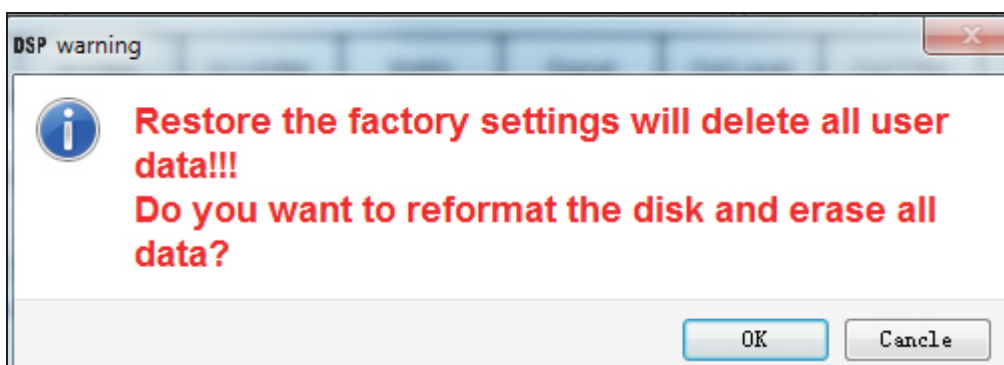 DSP warning
Restore the factory settings will delete all user
data!!!
Do you want to reformat the disk and erase all
data?
OK Cancle